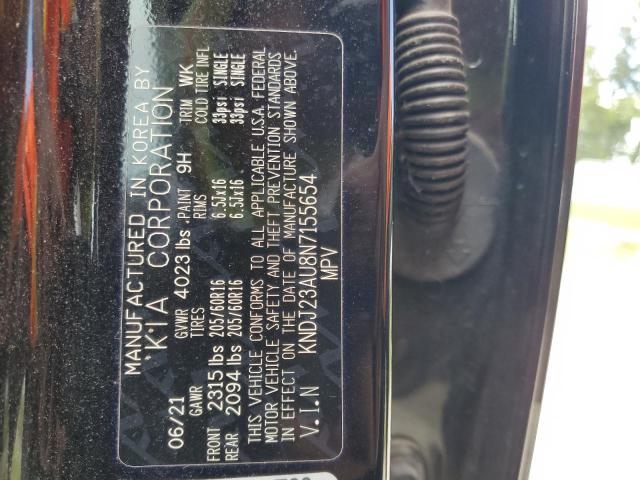 MANUFACTURED IN KOREA BY
KIA CORPORATION
06/21 GVWR 4023 lbs PAINT 9H TRIM WK
GAWR TIRES RIMS COLD TIRE INFL
FRONT 2315 lbs 205/60R16 6.5Jx16 33psi SINGLE
REAR 2094 lbs 205/60R16 6.5Jx16 33psi SINGLE
THIS VEHICLE CONFORMS TO ALL APPLICABLE U.S.A. FEDERAL
MOTOR VEHICLE SAFETY AND THEFT PREVENTION STANDARDS
IN EFFECT ON THE DATE OF MANUFACTURE SHOWN ABOVE.
V.I.N KNDJ23AU8N7155654
MPV